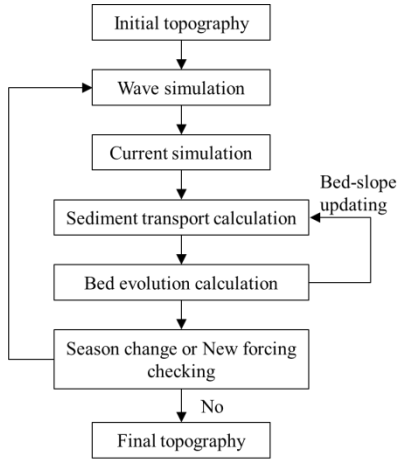 Initial topography
Wave simulation
Current simulation
Bed-slope
updating
Sediment transport calculation
Bed evolution calculation
Season change or New forcing
checking
No
Final topography